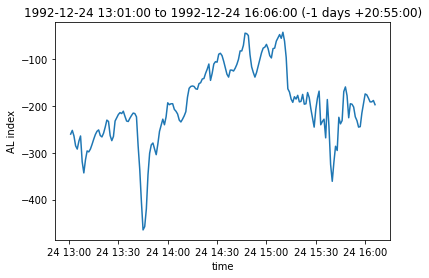 1992-12-24 13:01:00 to 1992-12-24 16:06:00 (-1 days +20:55:00)
−100
−200
−300
−400
AL index
24 13:00 24 13:30 24 14:00 24 14:30 24 15:00 24 15:30 24 16:00
time